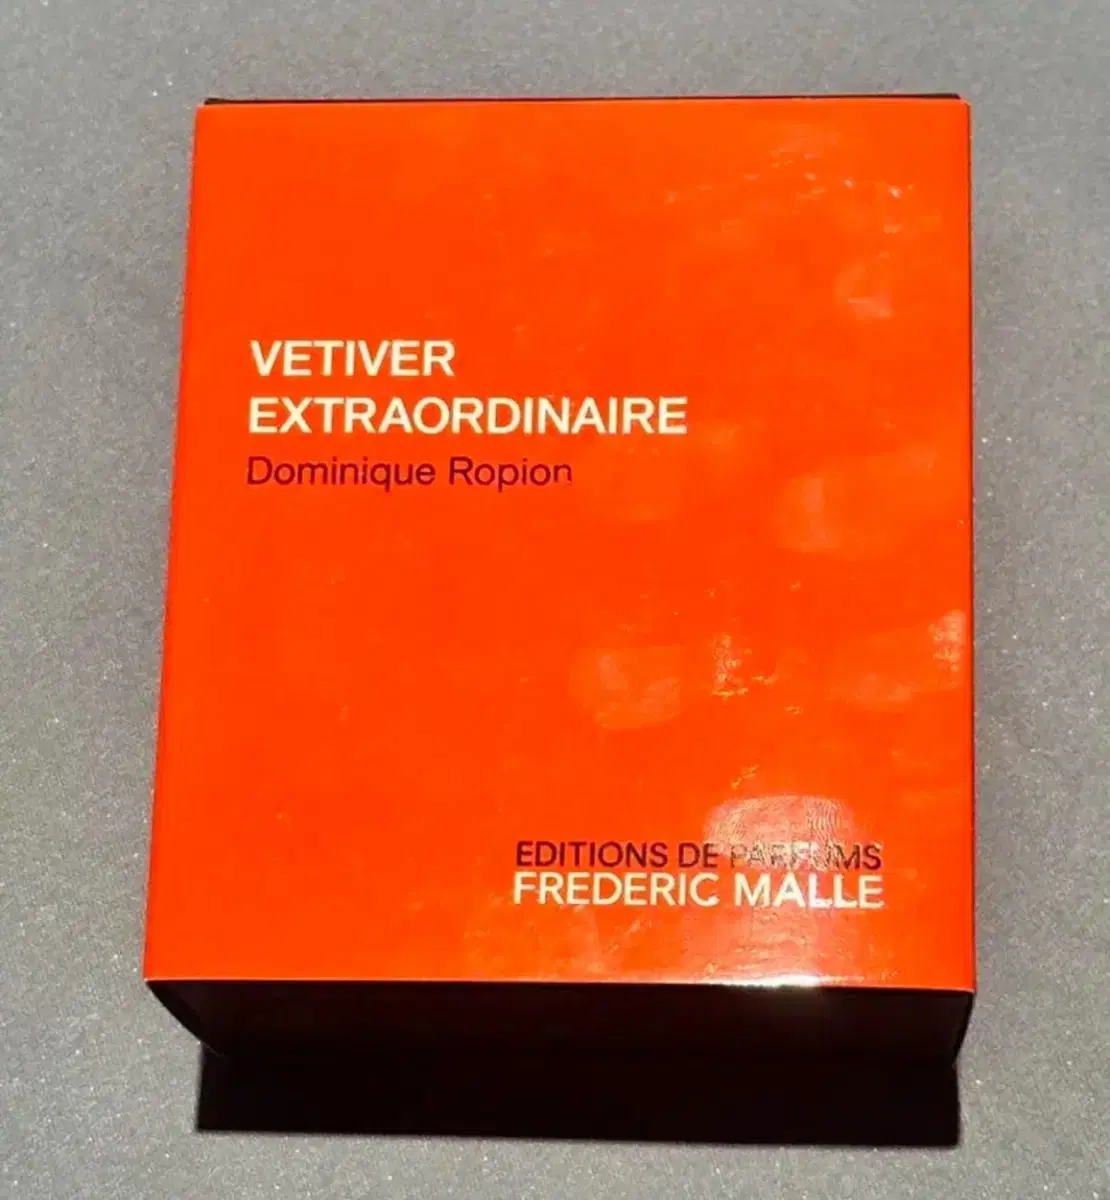 VETIVER
EXTRAORDINAIRE
Dominique Ropion
EDITIONS DE PARFUMS
FREDERIC MALLE